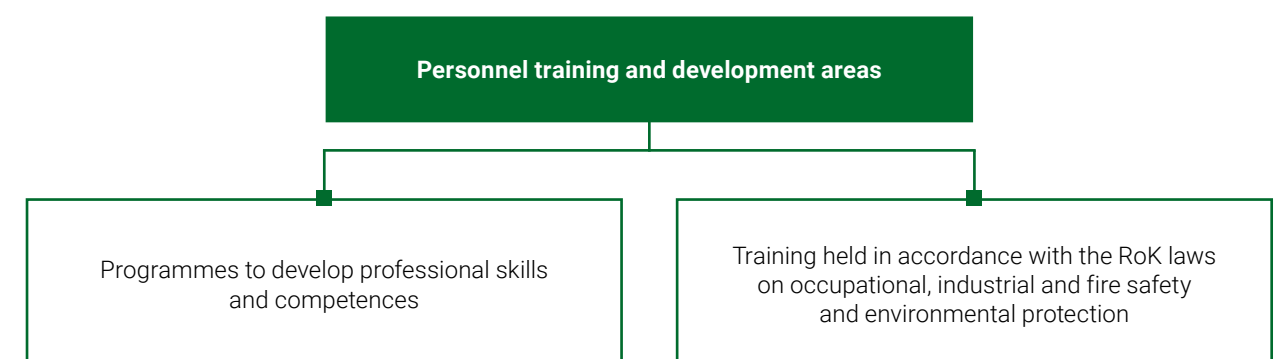 Personnel training and development areas
Programmes to develop professional skills
and competences
Training held in accordance with the RoK laws
on occupational, industrial and fire safety
and environmental protection